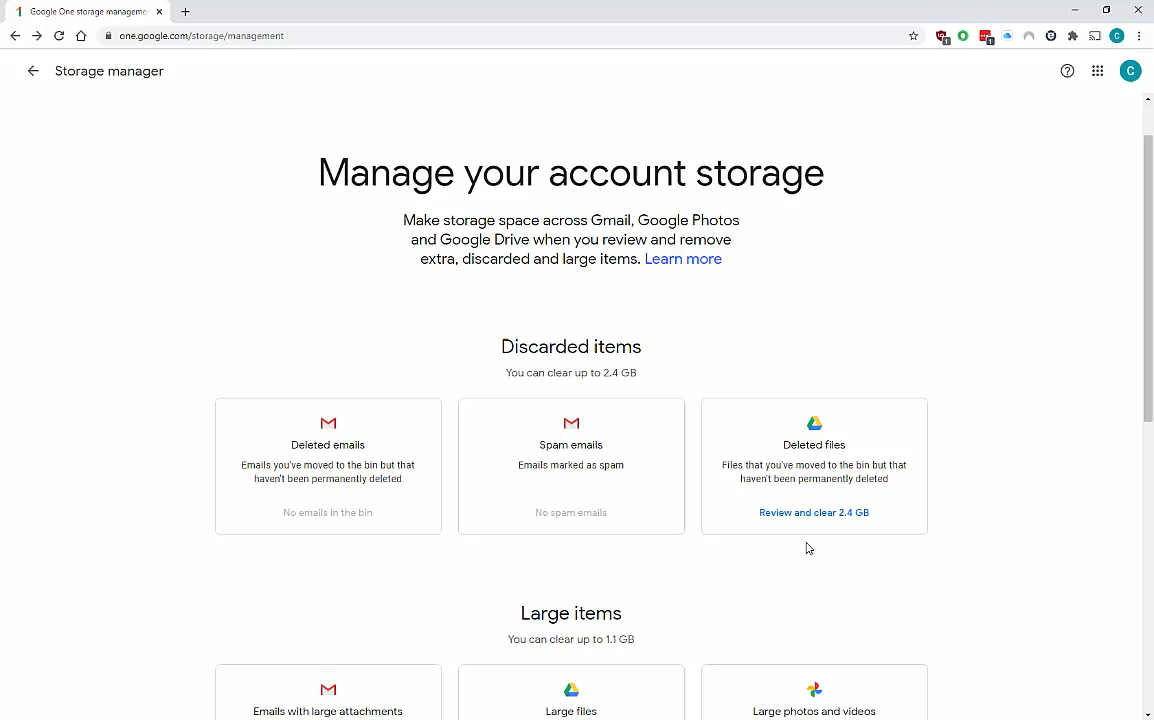 Google One storage manageme
one.google.com/storage/management
1
1
C
Storage manager
C
Manage your account storage
Make storage space across Gmail, Google Photos
and Google Drive when you review and remove
extra, discarded and large items. Learn more
Discarded items
You can clear up to 2.4 GB
Deleted emails
Emails you've moved to the bin but that
haven't been permanently deleted
No emails in the bin
Spam emails
Emails marked as spam
No spam emails
Deleted files
Files that you've moved to the bin but that
haven't been permanently deleted
Review and clear 2.4 GB
Large items
You can clear up to 1.1 GB
Emails with large attachments
Large files
Large photos and videos